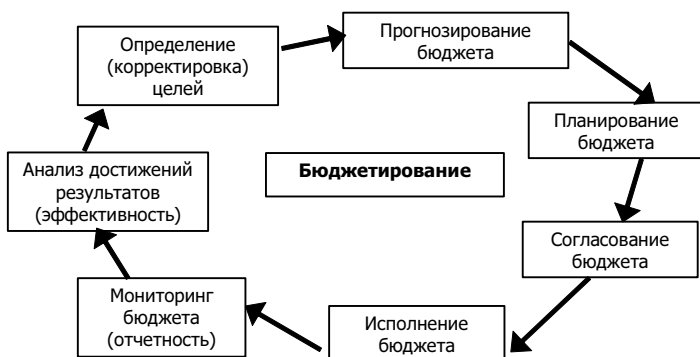 Определение
(корректировка)
целей
Прогнозирование
бюджета
Планирование
бюджета
Согласование
бюджета
Исполнение
бюджета
Мониторинг
бюджета
(отчетность)
Анализ достижений
результатов
(эффективность)
Бюджетирование